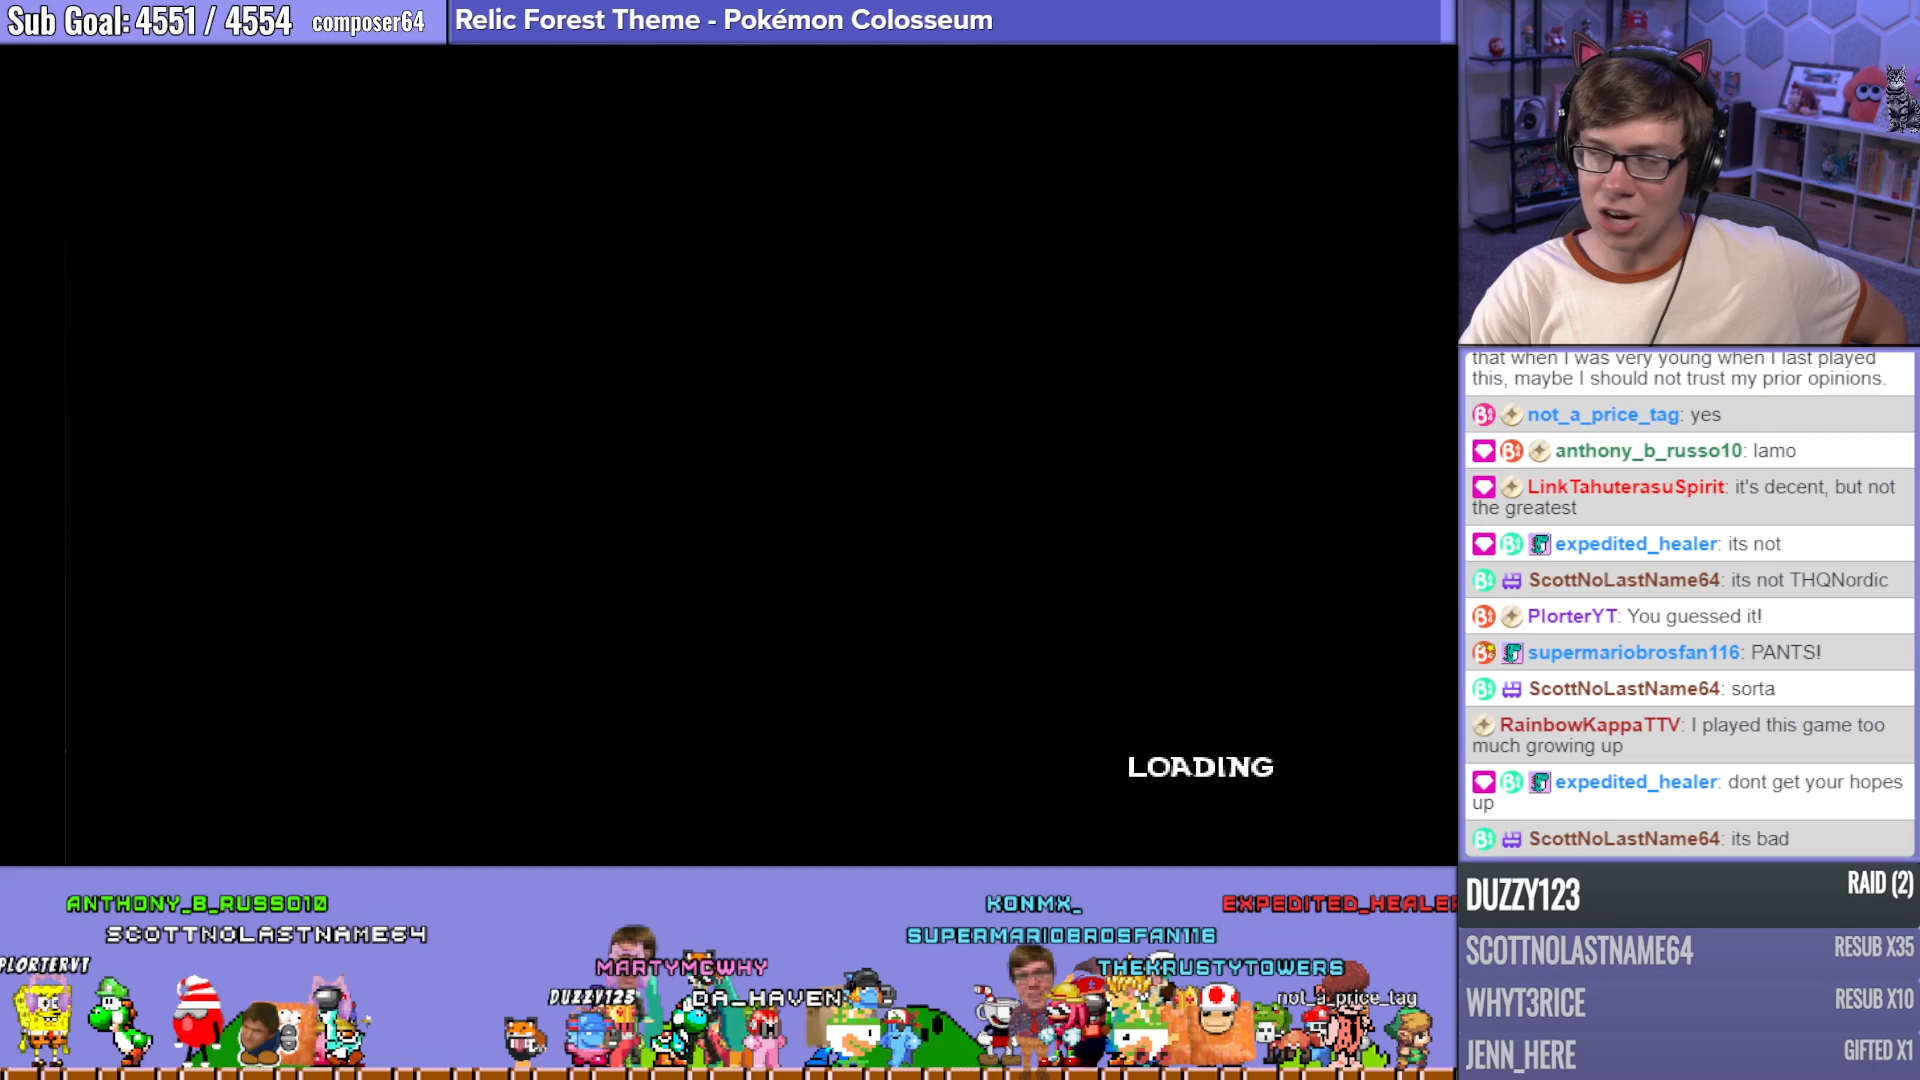 Sub Goal: 4551 / 4554 composer64
Relic Forest Theme - Pokémon Colosseum
LOADING
that when I was very young when I last played
this, maybe I should not trust my prior opinions.
not_a_price_tag: yes
anthony_b_russo10: lamo
LinkTahuterasuSpirit: it's decent, but not
the greatest
expedited_healer: its not
ScottNoLastName64: its not THQNordic
PlorterYT: You guessed it!
supermariobrosfan116: PANTS!
ScottNoLastName64: sorta
RainbowKappaTTV: I played this game too
much growing up
expedited_healer: dont get your hopes
up
ScottNoLastName64: its bad
DUZZY123 RAID (2)
SCOTTNOLASTNAME64 RESUB X35
WHYT3RICE RESUB X10
JENN_HERE GIFTED X1
ANTHONY_B_RUSSO10
SCOTTNOLASTNAME64
PLORTERYT
MARTYMCWHY
DUZZY123
DA_HAVEN
KONMX_
SUPERMARIOBROSFAN116
EXPEDITED_HEALER
THEKRUSTYTOWERS
not_a_price_tag